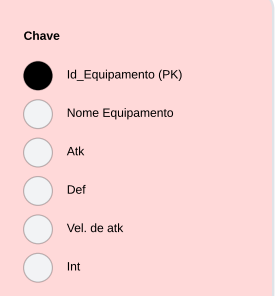 Chave
Id_Equipamento (PK)
Nome Equipamento
Atk
Def
Vel. de atk
Int